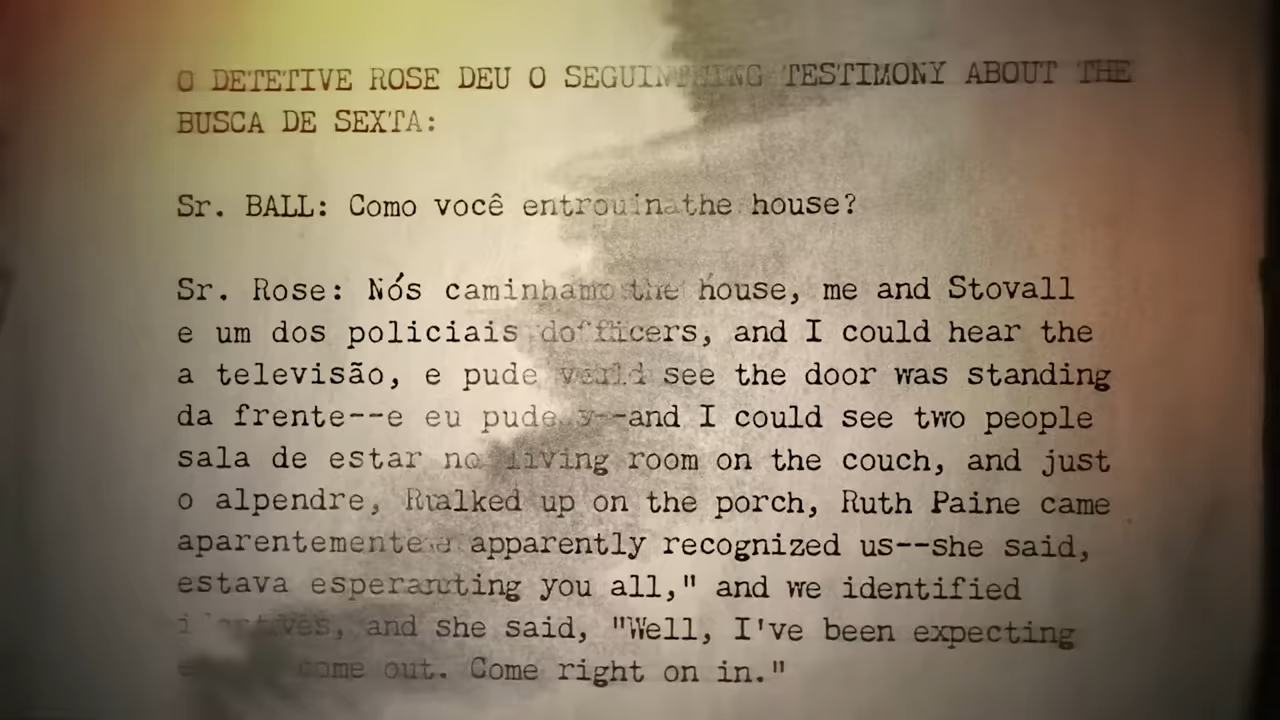 O DETETIVE ROSE DEU O TESTIMONY ABOUT THE
BUSCA DE SEXTA:
Sr. BALL: Como você the house?
Sr. Rose: Nós the house, me and Stovall
e um dos policiais and I could hear the
a televisão, e pude see the door was standing
da frente--e eu pude and I could see two people
sala de estar living room on the couch, and just
o alpendre, up on the porch, Ruth Paine came
aparentemente apparently recognized us--she said,
estava you all," and we identified
and she said, "Well, I've been expecting
come out. Come right on in."